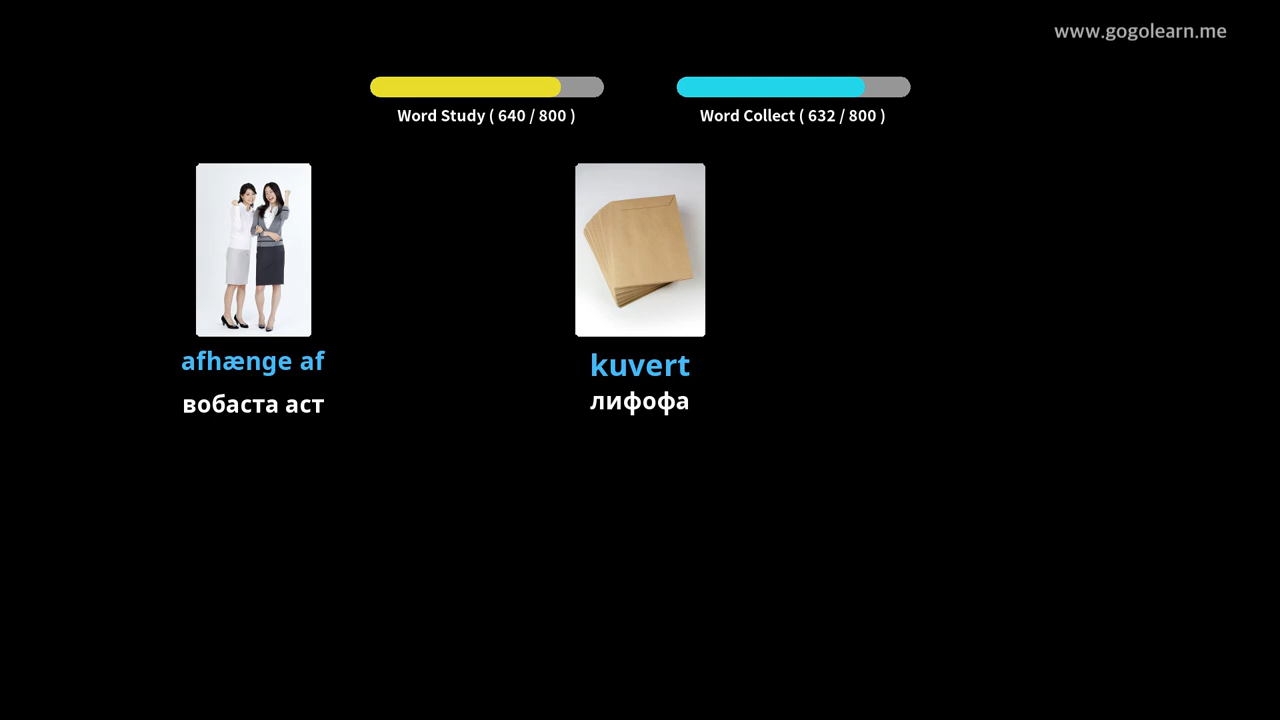 www.gogolearn.me
Word Study ( 640 / 800 )
Word Collect ( 632 / 800 )
afhænge af
вобаста аст
kuvert
лифофа